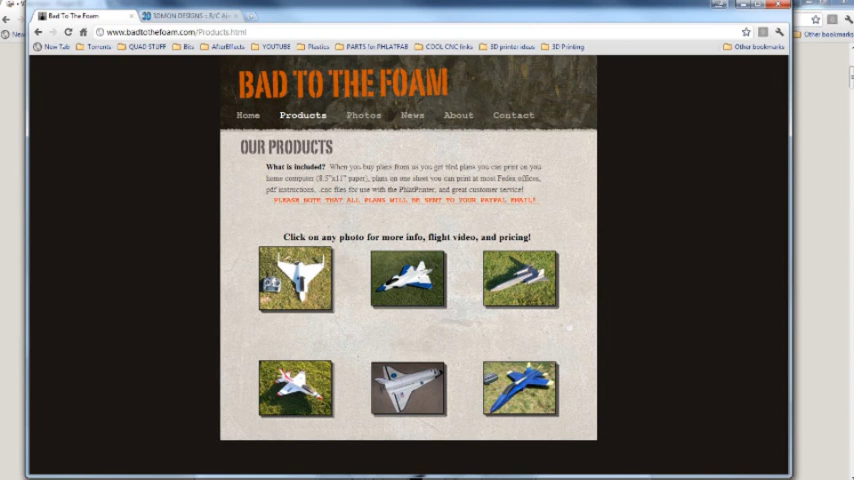 Bad To The Foam
3DMON DESIGNS :: R/C
www.badtothefoam.com/Products.html
New Tab
Torrents
QUAD STUFF
Bits
AfterEffects
YOUTUBE
Plastics
PARTS for PHLATFAB
COOL CNC links
3D printer ideas
3D Printing
Other bookmarks
Other bookmarks
BAD TO THE FOAM
Home
Products
Photos
News
About
Contact
OUR PRODUCTS
What is included? When you buy plans from us you get tiled plans you can print on you
home computer (8.5"x11" paper), plans on one sheet you can print at most Fedex offices,
pdf instructions, .cnc files for use with the PhlatPrinter, and great customer service!
PLEASE NOTE THAT ALL PLANS WILL BE SENT TO YOUR PAYPAL EMAIL!
Click on any photo for more info, flight video, and pricing!